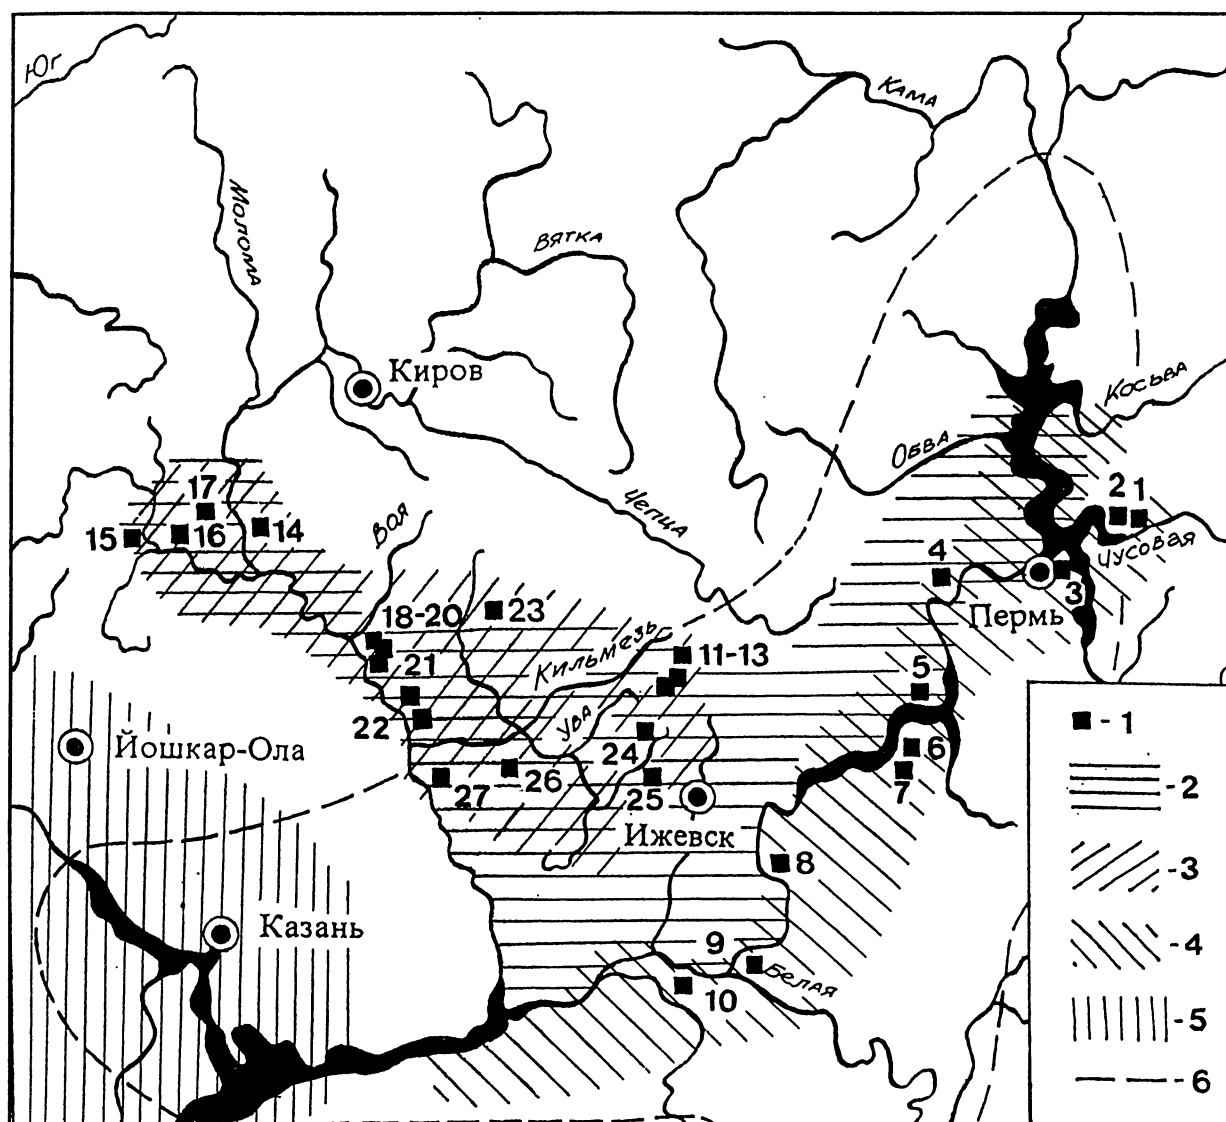 Юг
Кама
Молома
Вятка
Киров
Косьва
Обва
Чепца
Воя
17
2 1
15
16
14
Чусовая
4
3
Пермь
18-20
23
Кильмезь
11-13
21
5
22
Ува
24
6
Йошкар-Ола
26
27
25
7
Ижевск
8
Казань
9
Белая
10
- 1
- 2
- 3
- 4
- 5
- 6